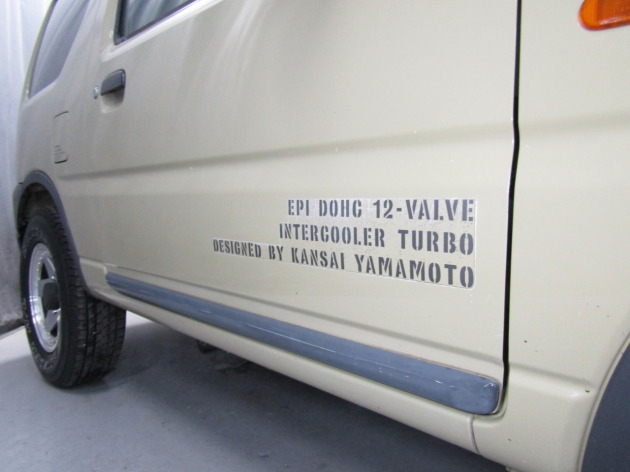 EPI DOHC 12-VALVE
INTERCOOLER TURBO
DESIGNED BY KANSAI YAMAMOTO